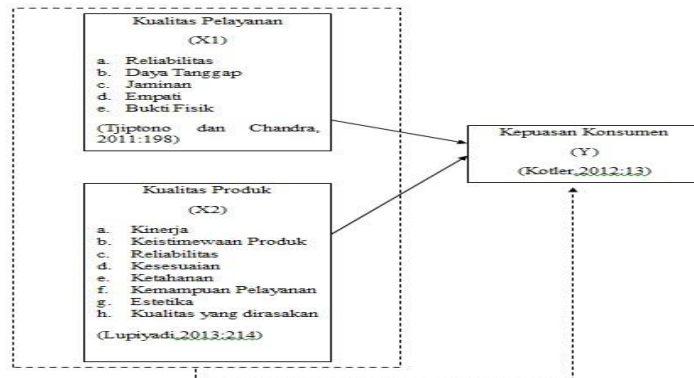 Kualitas Pelayanan
(X1)
a. Reliabilitas
b. Daya Tanggap
c. Jaminan
d. Empati
e. Bukti Fisik
(Tjiptono dan Chandra,
2011:198)
Kualitas Produk
(X2)
a. Kinerja
b. Keistimewaan Produk
c. Reliabilitas
d. Kesesuaian
e. Ketahanan
f. Kemampuan Pelayanan
g. Estetika
h. Kualitas yang dirasakan
(Lupiyadi,2013:214)
Kepuasan Konsumen
(Y)
(Kotler,2012:13)